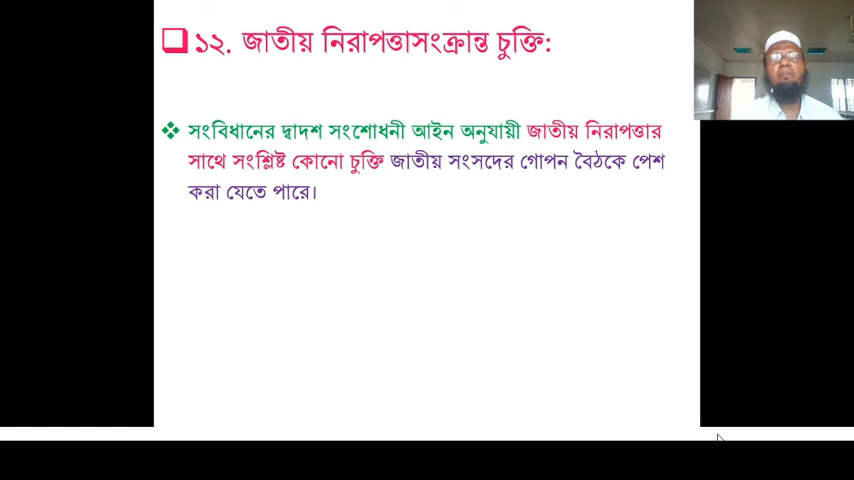 ১২. জাতীয় নিরাপত্তাসংক্রান্ত চুক্তি:
সংবিধানের দ্বাদশ সংশোধনী আইন অনুযায়ী জাতীয় নিরাপত্তার
সাথে সংশ্লিষ্ট কোনো চুক্তি জাতীয় সংসদের গোপন বৈঠকে পেশ
করা যেতে পারে।